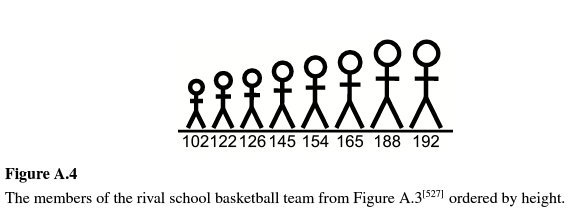 102 122 126 145 154 165 188 192
Figure A.4
The members of the rival school basketball team from Figure A.3[527] ordered by height.